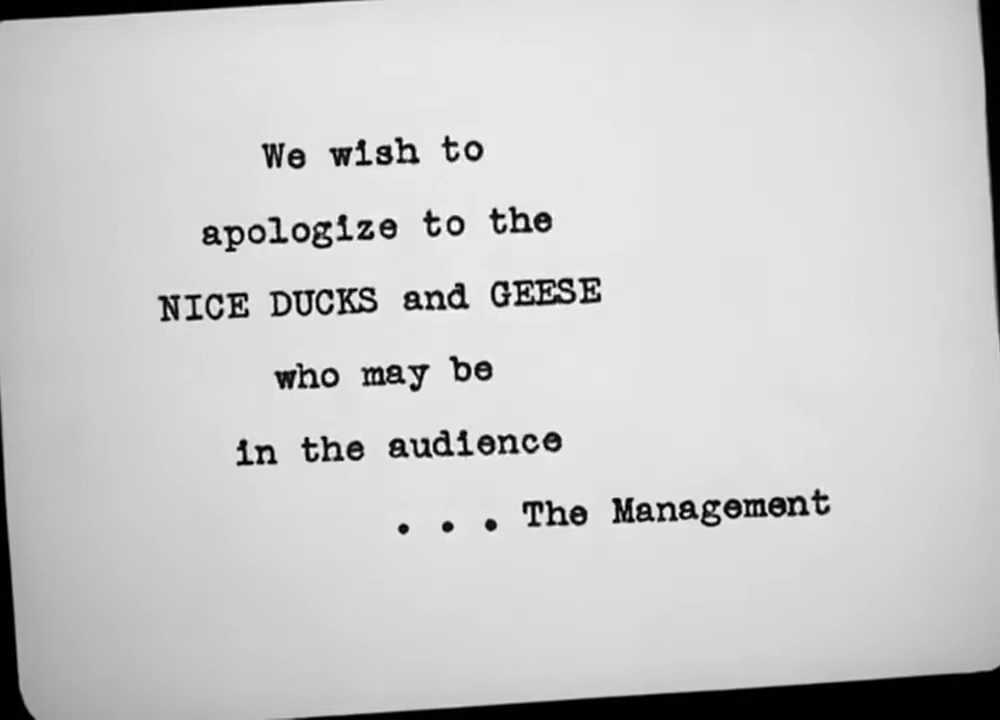 We wish to
apologize to the
NICE DUCKS and GEESE
who may be
in the audience
. . . The Management